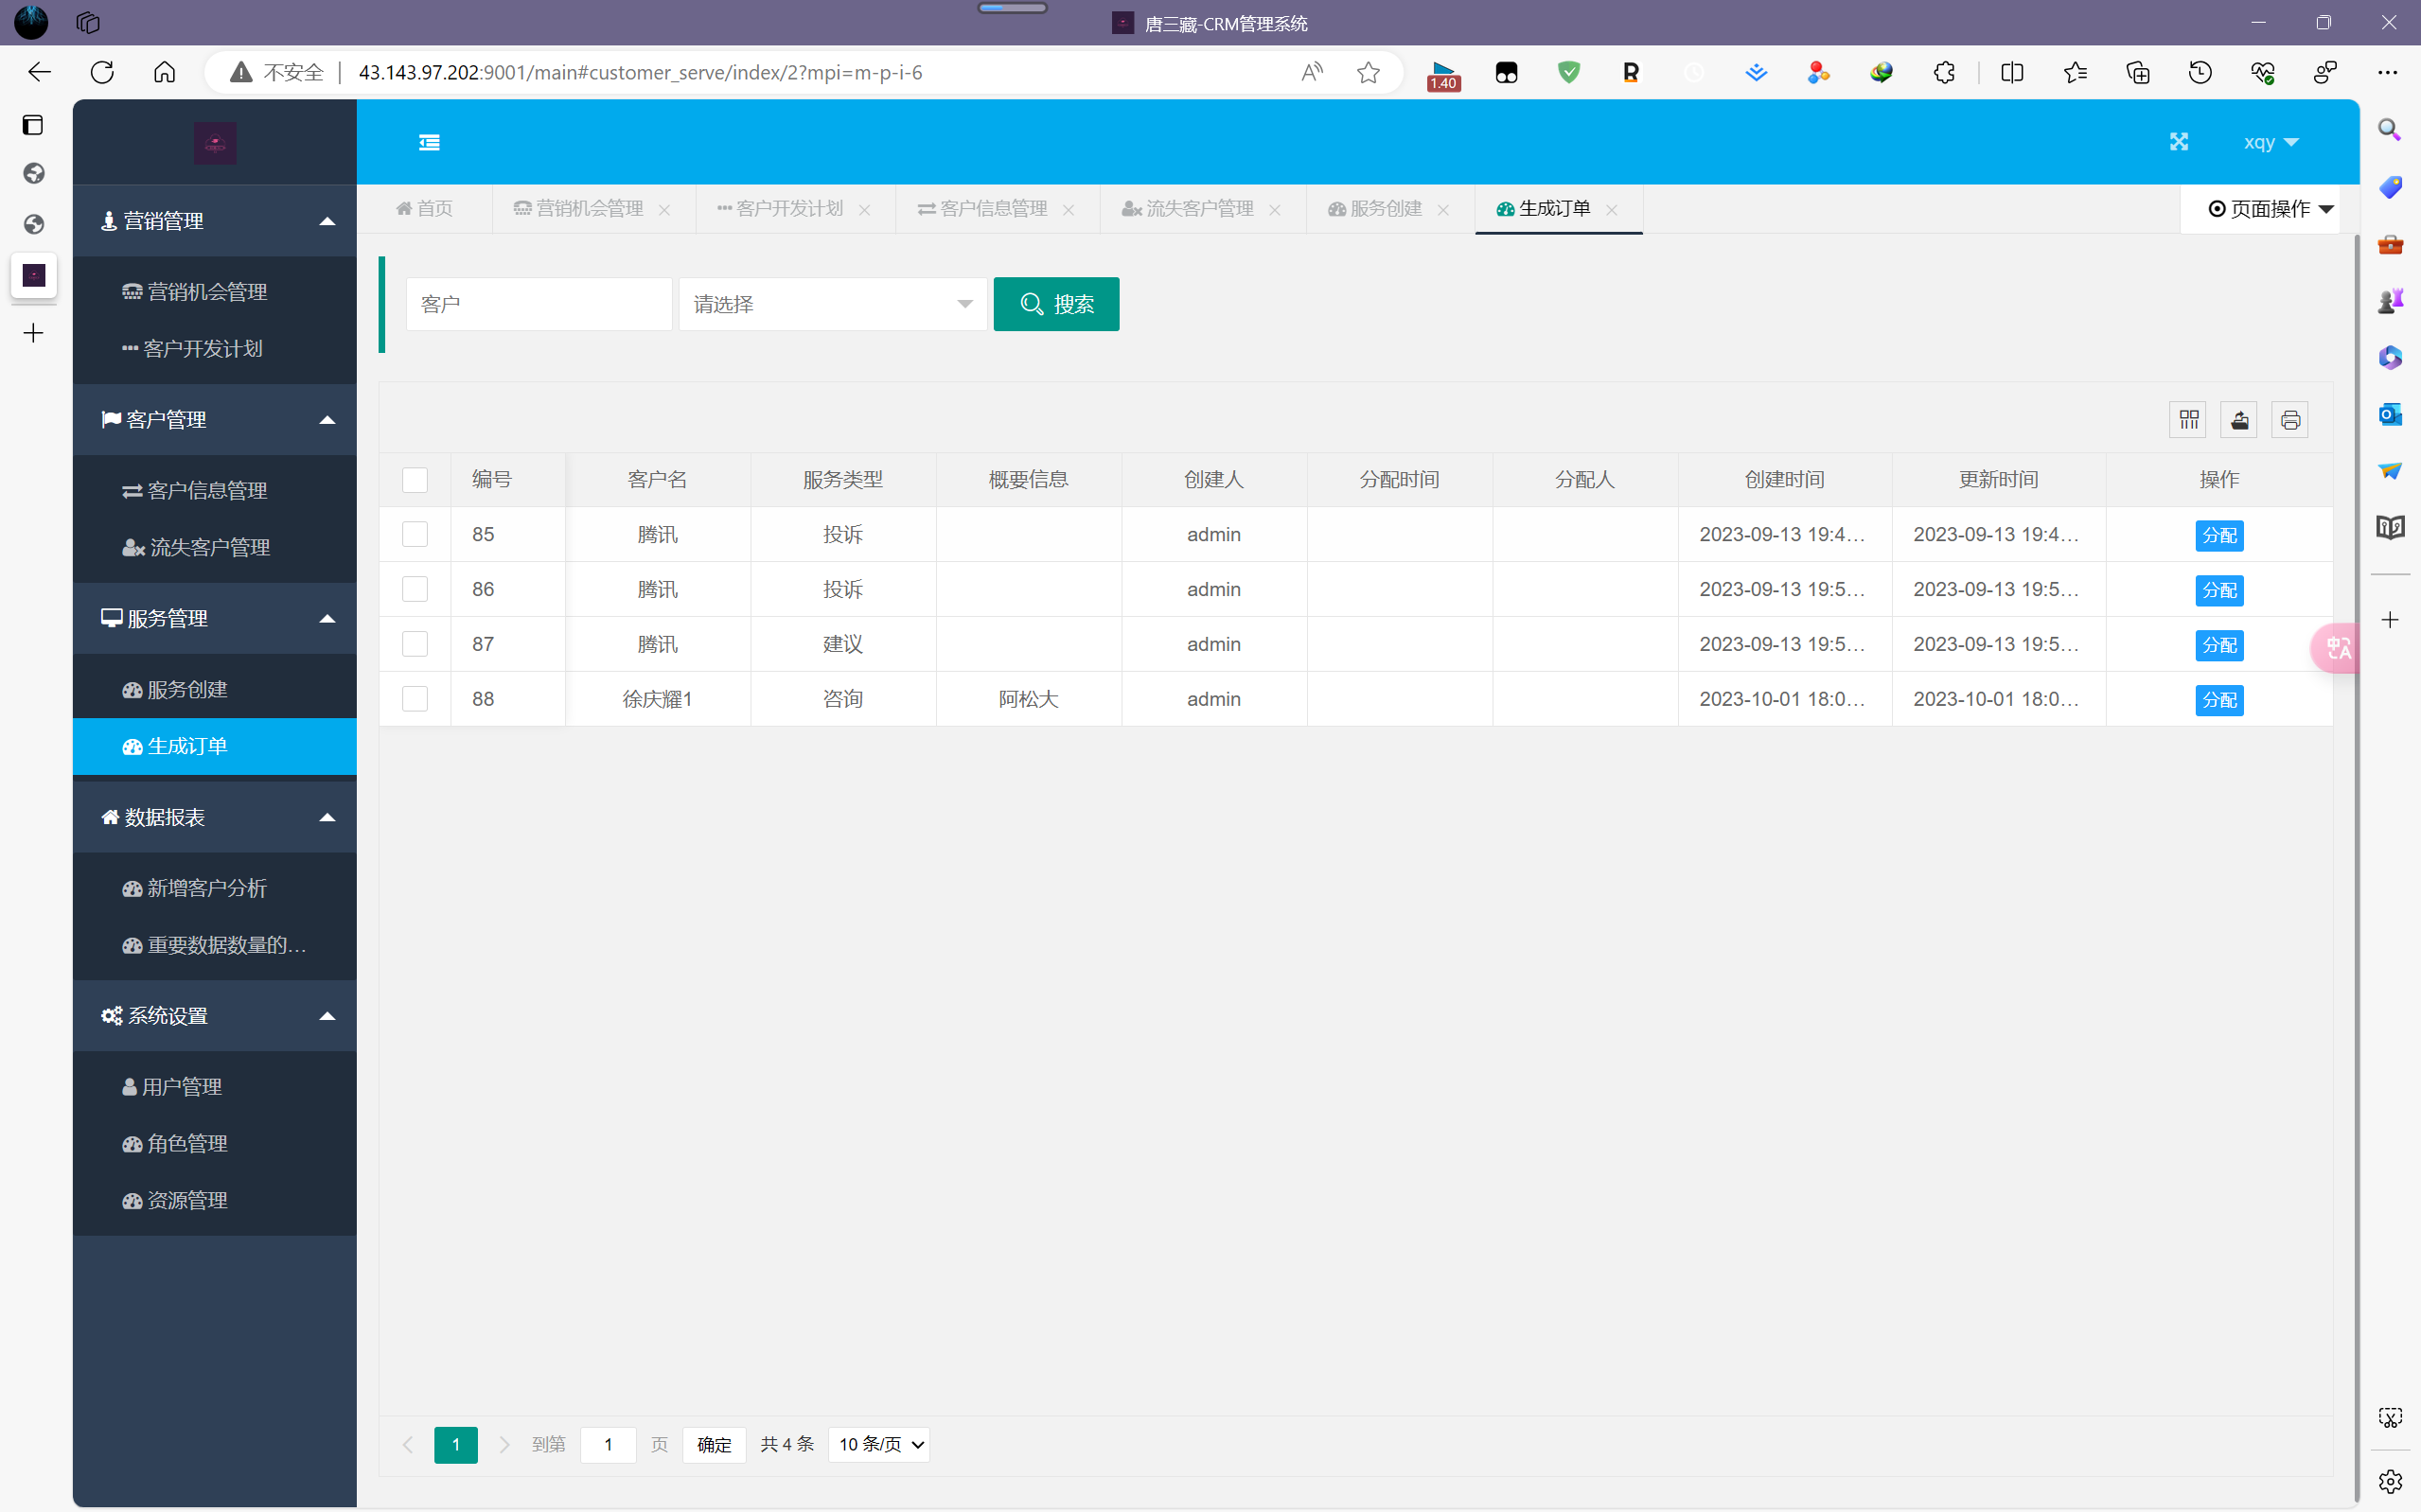 唐三藏-CRM管理系统
不安全 43.143.97.202:9001/main#customer_serve/index/2?mpi=m-p-i-6
1.40
xqy
首页 营销机会管理 客户开发计划 客户信息管理 流失客户管理 服务创建 生成订单 页面操作
营销管理
营销机会管理
客户开发计划
客户管理
客户信息管理
流失客户管理
服务管理
服务创建
生成订单
数据报表
新增客户分析
重要数据数量的...
系统设置
用户管理
角色管理
资源管理
客户 请选择 搜索
编号 客户名 服务类型 概要信息 创建人 分配时间 分配人 创建时间 更新时间 操作
85 腾讯 投诉 admin 2023-09-13 19:4... 2023-09-13 19:4... 分配
86 腾讯 投诉 admin 2023-09-13 19:5... 2023-09-13 19:5... 分配
87 腾讯 建议 admin 2023-09-13 19:5... 2023-09-13 19:5... 分配
88 徐庆耀1 咨询 阿松大 admin 2023-10-01 18:0... 2023-10-01 18:0... 分配
1 到第 1 页 确定 共 4 条 10 条/页